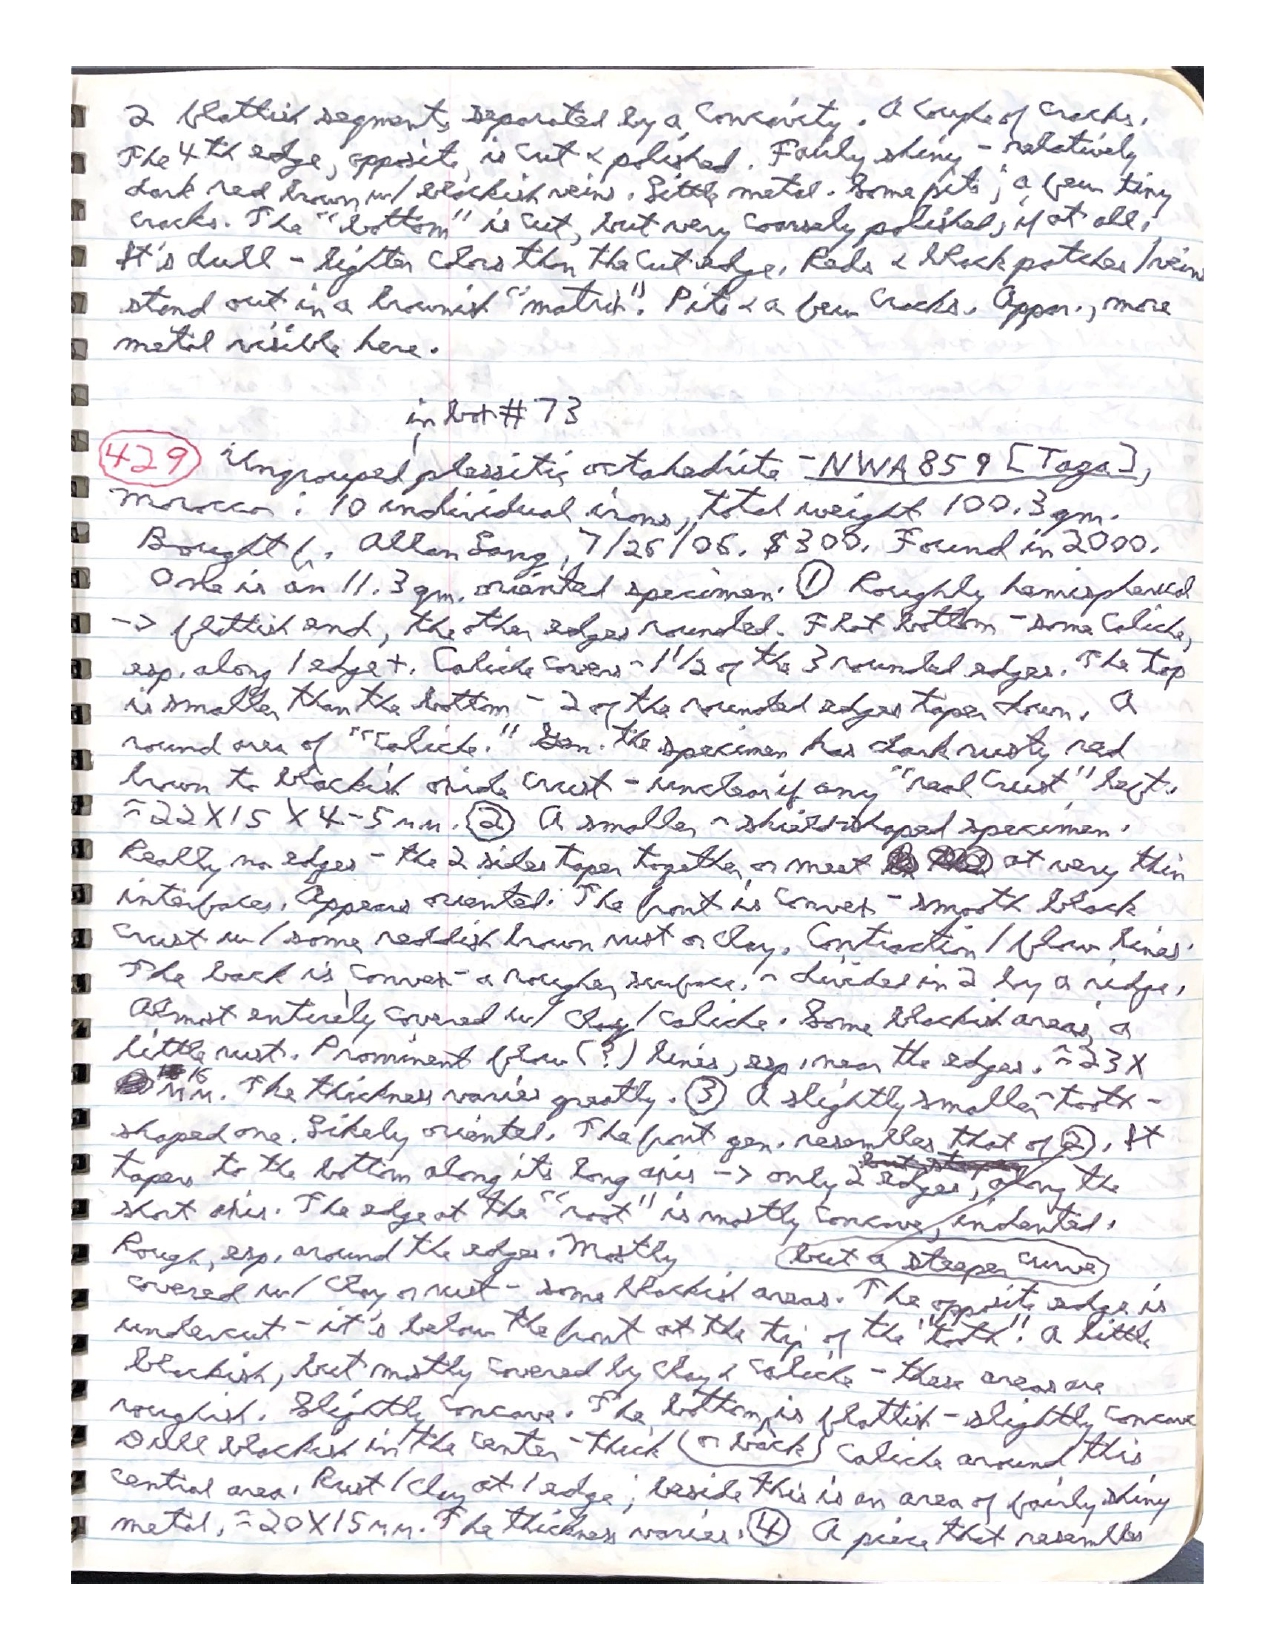 2 flattish segments separated by a concavity. A couple of cracks.
The 4th edge, opposite, is cut & polished. Fairly shiny - relatively
dark red brown w/ blackish veins. Little metal. Some pits; a few tiny
cracks. The "bottom" is cut, but very coarsely polished, if at all.
It's dull - lighter colors than the cut edge. Reds & black patches/veins
stand out in a brownish "matrix". Pits & a few cracks. Appar., more
metal visible here.
in box #73
429 Ungrouped plessitic octahedrite - NWA 859 [Taza],
Morocco: 10 individual irons, total weight 100.3 gm.
Bought f. Allan Lang, 7/26/06. $300. Found in 2000.
One is an 11.3 gm. oriented specimen. ① Roughly hemispherical
-> flattish end, the other edges rounded. Flat bottom - some caliche,
esp. along 1 edge +. Caliche covers ~ 1 1/2 of the 3 rounded edges. The top
is smaller than the bottom - 2 of the rounded edges taper down. A
round area of "caliche." Gen. the specimen has dark rusty red
brown to blackish oxide crust - unclear if any "real crust" left.
≈22X15X4-5mm. ② A smaller ~ shield-shaped specimen.
Really no edges - the 2 sides taper together or meet at very thin
interfaces. Appears oriented. The front is convex - smooth black
crust w/ some reddish brown rust or clay. Contraction/flow lines.
The back is convex - a rougher surface, ~ divided in 2 by a ridge.
Almost entirely covered w/ clay/caliche. Some blackish areas, a
little rust. Prominent flow (?) lines, esp. near the edges. ≈23X
15 mm. The thickness varies greatly. ③ A slightly smaller tooth-
shaped one. Likely oriented. The front gen. resembles that of ②. It
tapers to the bottom along its long axis -> only 2 edges, along the
short axis. The edge at the "root" is mostly concave, indented.
Rough, esp. around the edges. Mostly but a steeper curve
covered w/ clay or rust - some blackish areas. The opposite edge is
undercut - it's below the front at the tip of the "tooth". A little
blackish, but mostly covered by clay & caliche - these areas are
roughish. Slightly concave. The bottom is flattish - slightly concave
Dull blackish in the center - thick (or back) caliche around this
central area. Rust/clay at 1 edge; beside this is an area of fairly shiny
metal. ≈20X15mm. The thickness varies. ④ A piece that resembles